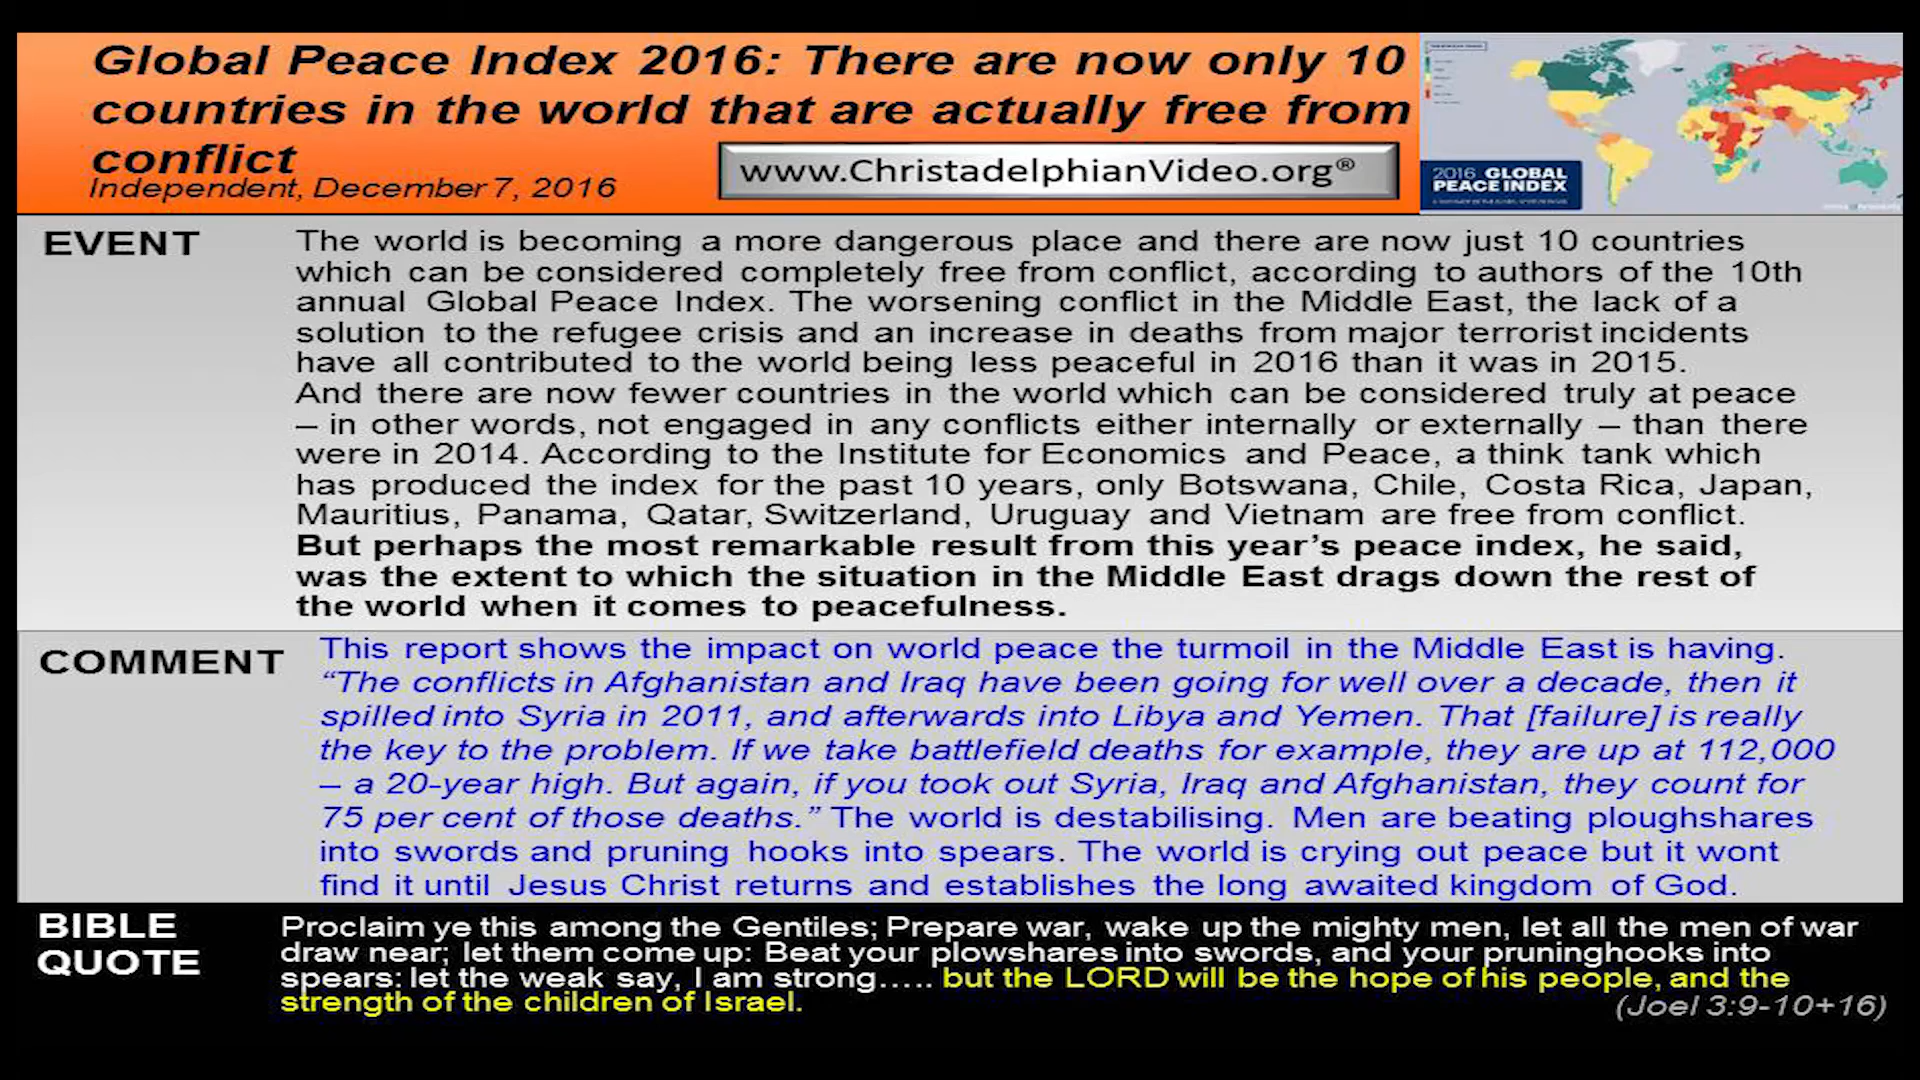 Global Peace Index 2016: There are now only 10
countries in the world that are actually free from
conflict
Independent, December 7, 2016
www.ChristadelphianVideo.org®
2016 GLOBAL
PEACE INDEX
EVENT
The world is becoming a more dangerous place and there are now just 10 countries
which can be considered completely free from conflict, according to authors of the 10th
annual Global Peace Index. The worsening conflict in the Middle East, the lack of a
solution to the refugee crisis and an increase in deaths from major terrorist incidents
have all contributed to the world being less peaceful in 2016 than it was in 2015.
And there are now fewer countries in the world which can be considered truly at peace
– in other words, not engaged in any conflicts either internally or externally – than there
were in 2014. According to the Institute for Economics and Peace, a think tank which
has produced the index for the past 10 years, only Botswana, Chile, Costa Rica, Japan,
Mauritius, Panama, Qatar, Switzerland, Uruguay and Vietnam are free from conflict.
But perhaps the most remarkable result from this year's peace index, he said,
was the extent to which the situation in the Middle East drags down the rest of
the world when it comes to peacefulness.
COMMENT
This report shows the impact on world peace the turmoil in the Middle East is having.
“The conflicts in Afghanistan and Iraq have been going for well over a decade, then it
spilled into Syria in 2011, and afterwards into Libya and Yemen. That [failure] is really
the key to the problem. If we take battlefield deaths for example, they are up at 112,000
– a 20-year high. But again, if you took out Syria, Iraq and Afghanistan, they count for
75 per cent of those deaths.” The world is destabilising. Men are beating ploughshares
into swords and pruning hooks into spears. The world is crying out peace but it wont
find it until Jesus Christ returns and establishes the long awaited kingdom of God.
BIBLE
QUOTE
Proclaim ye this among the Gentiles; Prepare war, wake up the mighty men, let all the men of war
draw near; let them come up: Beat your plowshares into swords, and your pruninghooks into
spears: let the weak say, I am strong..... but the LORD will be the hope of his people, and the
strength of the children of Israel.
(Joel 3:9-10+16)